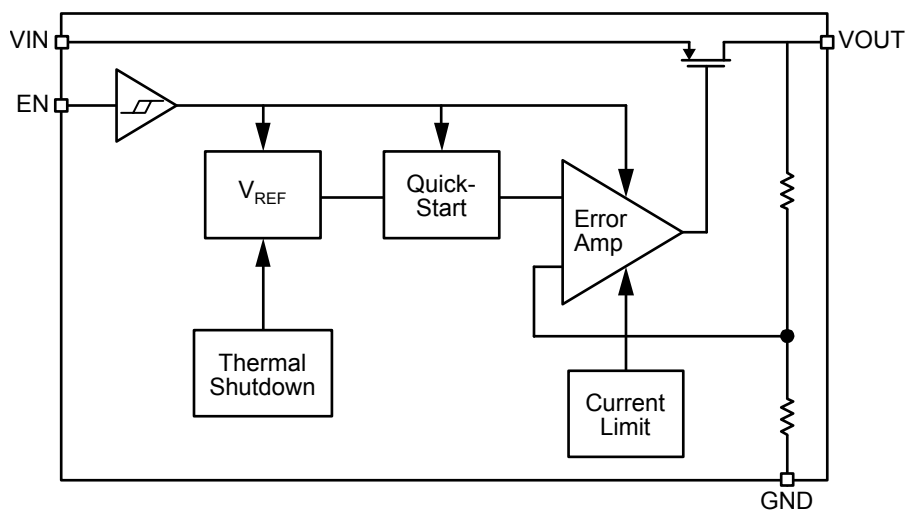 VIN
VOUT
EN
VREF
Quick-
Start
Error
Amp
Thermal
Shutdown
Current
Limit
GND